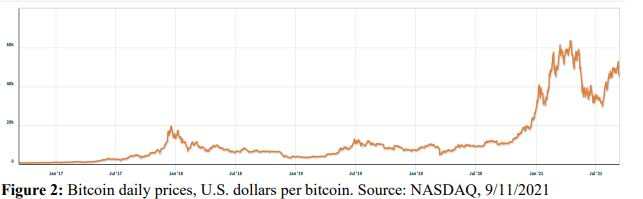 60k
40k
20k
0
Jan '17 Jul '17 Jan '18 Jul '18 Jan '19 Jul '19 Jan '20 Jul '20 Jan '21 Jul '21
Figure 2: Bitcoin daily prices, U.S. dollars per bitcoin. Source: NASDAQ, 9/11/2021